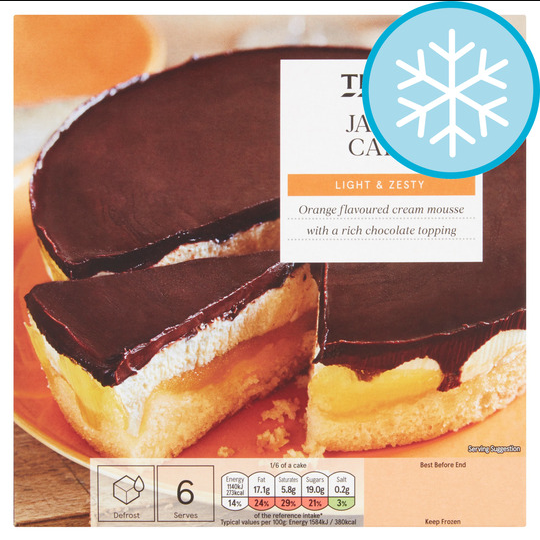 LIGHT & ZESTY
Orange flavoured cream mousse
with a rich chocolate topping
Serving Suggestion
1/6 of a cake
Defrost
6
Serves
Energy
1140kJ
273kcal
14%
Fat
17.1g
24%
Saturates
5.8g
29%
Sugars
19.0g
21%
Salt
0.2g
3%
of the reference intake*
Typical values per 100g: Energy 1584kJ / 380kcal
Best Before End
Keep Frozen